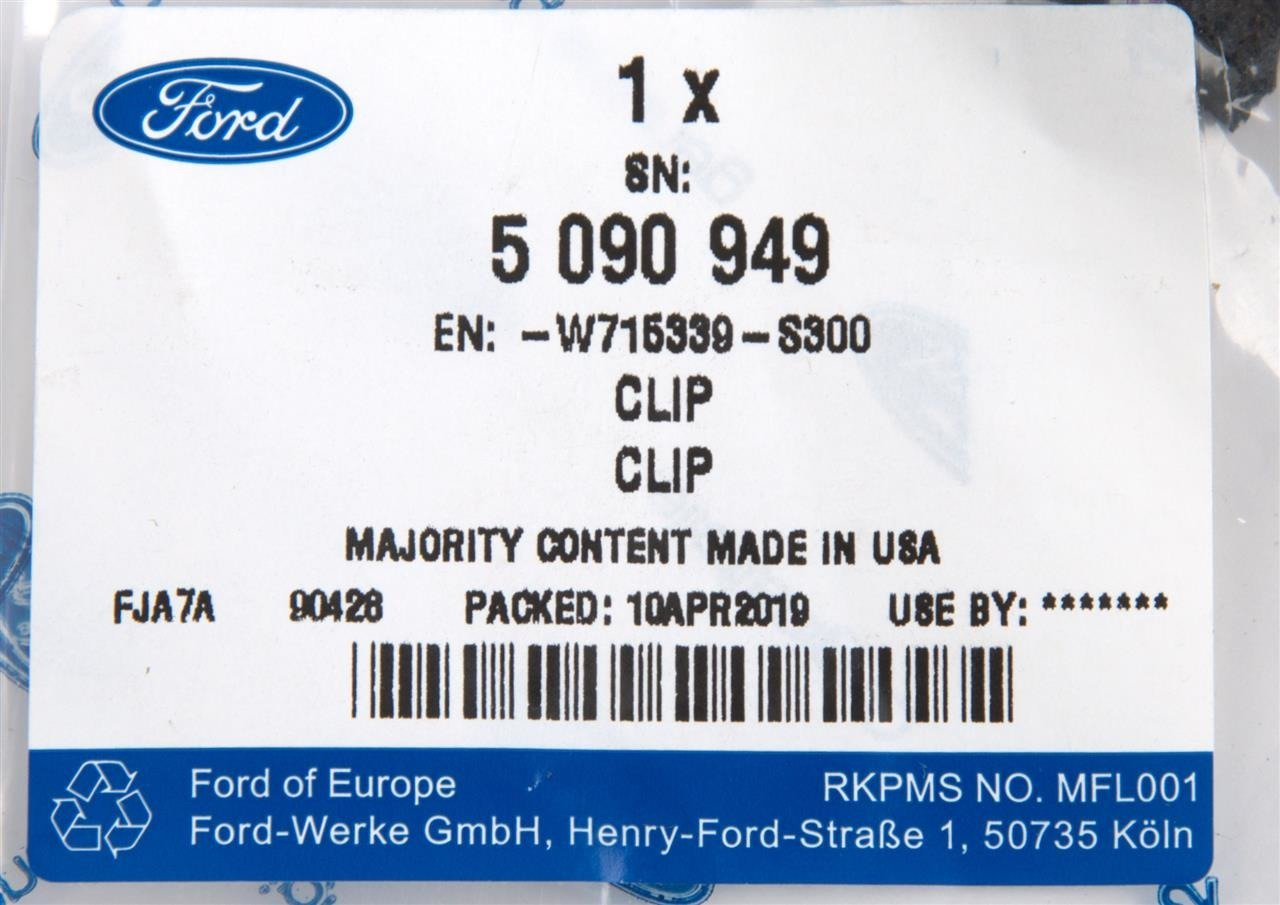 Ford
1 x
SN:
5 090 949
EN: -W715339-S300
CLIP
CLIP
MAJORITY CONTENT MADE IN USA
FJA7A 90426 PACKED: 10APR2019 USE BY: *******
Ford of Europe RKPMS NO. MFL001
Ford-Werke GmbH, Henry-Ford-Straße 1, 50735 Köln